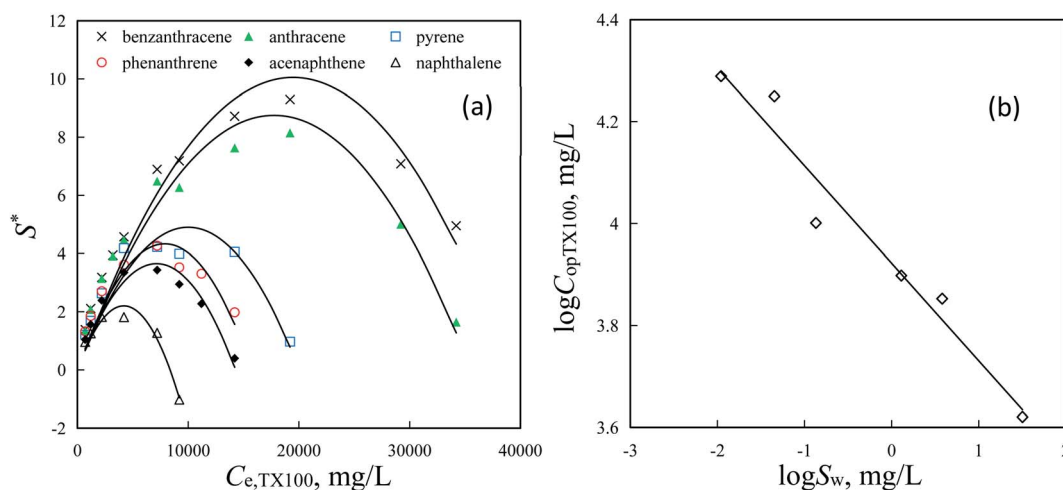 12
10
8
6
4
2
0
-2
S*
× benzanthracene ▲ anthracene □ pyrene
○ phenanthrene ◆ acenaphthene △ naphthalene
(a)
0 10000 20000 30000 40000
Ce,TX100, mg/L
4.4
4.2
4
3.8
3.6
logCopTX100, mg/L
(b)
-3 -2 -1 0 1 2
logSw, mg/L